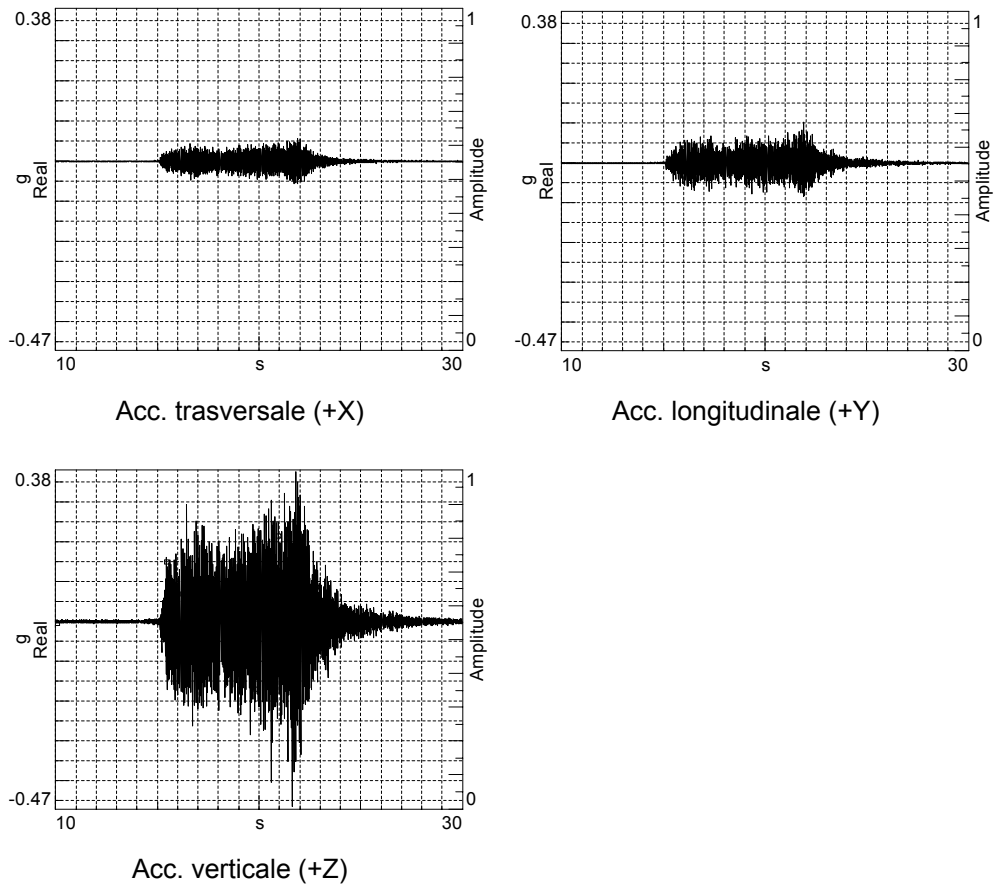 0.38
1
g
Real
Amplitude
-0.47
0
10
s
30
Acc. trasversale (+X)
0.38
1
g
Real
Amplitude
-0.47
0
10
s
30
Acc. longitudinale (+Y)
0.38
1
g
Real
Amplitude
-0.47
0
10
s
30
Acc. verticale (+Z)